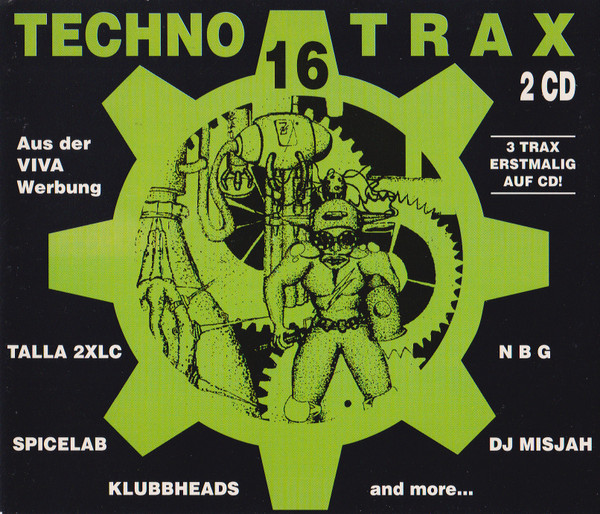 TECHNO TRAX
16
2 CD
Aus der
VIVA
Werbung
3 TRAX
ERSTMALIG
AUF CD!
TALLA 2XLC
N B G
SPICELAB
DJ MISJAH
KLUBBHEADS
and more...